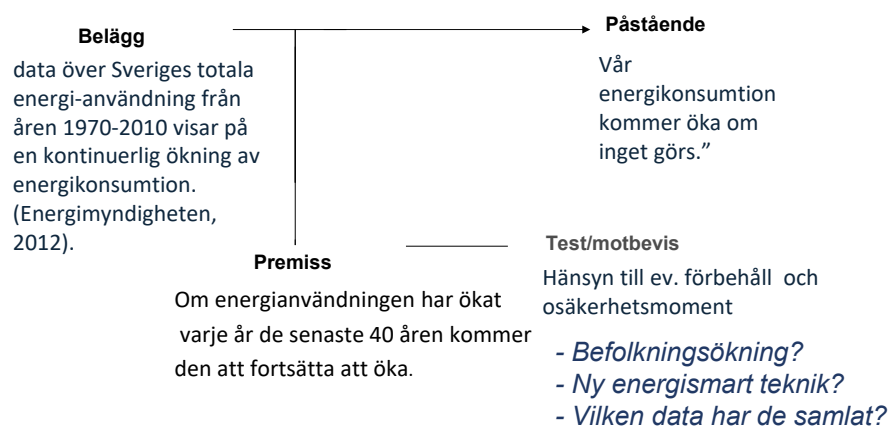 Belägg
data över Sveriges totala
energi-användning från
åren 1970-2010 visar på
en kontinuerlig ökning av
energikonsumtion.
(Energimyndigheten,
2012).
Påstående
Vår
energikonsumtion
kommer öka om
inget görs.”
Premiss
Om energianvändningen har ökat
varje år de senaste 40 åren kommer
den att fortsätta att öka.
Test/motbevis
Hänsyn till ev. förbehåll och
osäkerhetsmoment
- Befolkningsökning?
- Ny energismart teknik?
- Vilken data har de samlat?